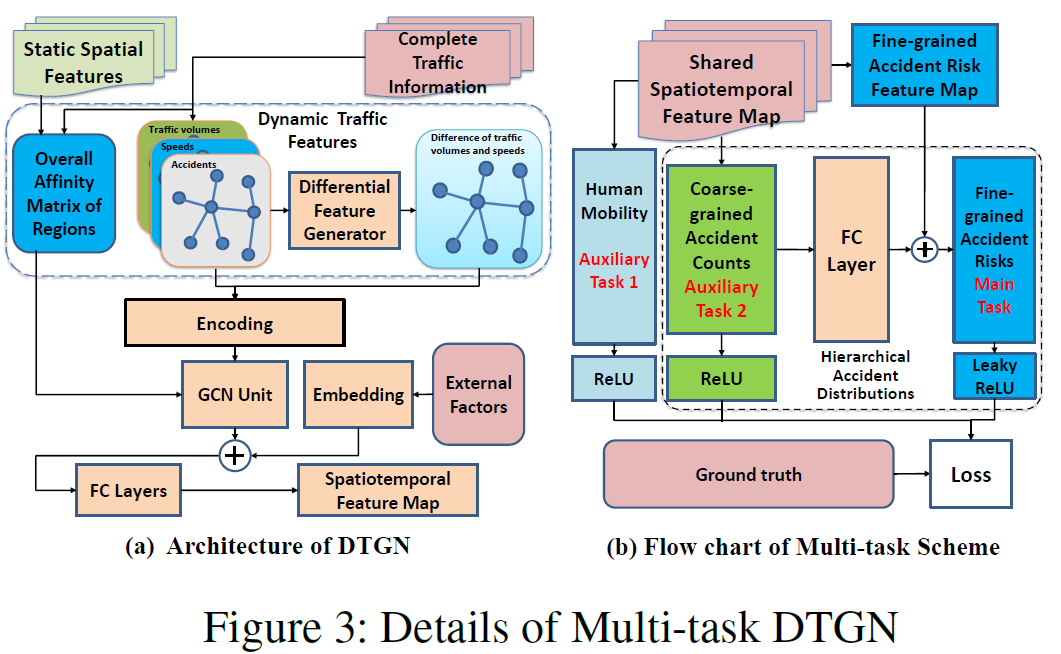 Static Spatial
Features
Complete
Traffic
Information
Dynamic Traffic
Features
Overall
Affinity
Matrix of
Regions
Traffic volumes
Speeds
Accidents
Differential
Feature
Generator
Difference of traffic
volumes and speeds
Encoding
GCN Unit
Embedding
External
Factors
+
FC Layers
Spatiotemporal
Feature Map
(a) Architecture of DTGN
Shared
Spatiotemporal
Feature Map
Fine-grained
Accident Risk
Feature Map
Human
Mobility
Auxiliary
Task 1
Coarse-
grained
Accident
Counts
Auxiliary
Task 2
FC
Layer
+
Fine-
grained
Accident
Risks
Main
Task
Hierarchical
Accident
Distributions
ReLU
ReLU
Leaky
ReLU
Ground truth
Loss
(b) Flow chart of Multi-task Scheme
Figure 3: Details of Multi-task DTGN